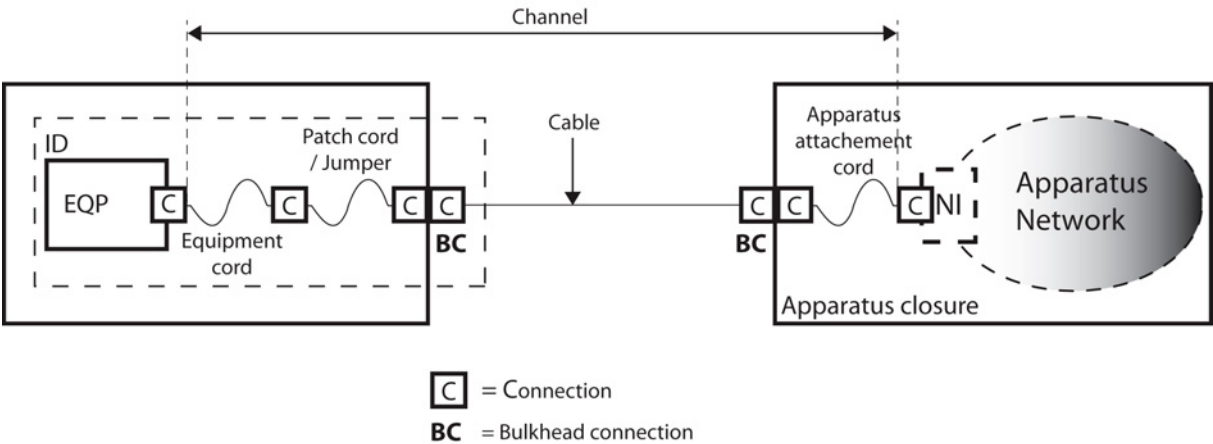 Channel
ID
Patch cord
/ Jumper
Cable
Apparatus
attachement
cord
EQP
C
C
C
C
C
C
C
NI
Apparatus
Network
Equipment
cord
BC
BC
Apparatus closure
C = Connection
BC = Bulkhead connection